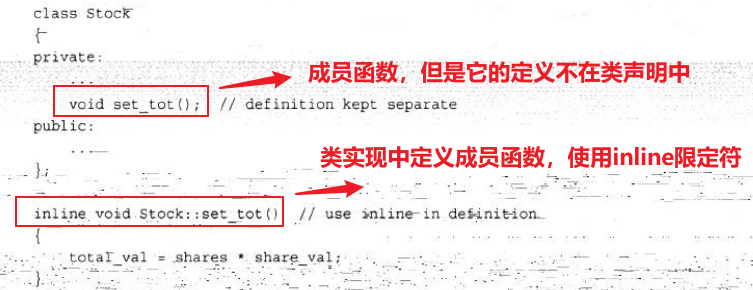 class Stock
{
private:
...
void set_tot(); // definition kept separate
成员函数，但是它的定义不在类声明中
public:
...
};
类实现中定义成员函数，使用inline限定符
inline void Stock::set_tot() // use inline in definition
{
total_val = shares * share_val;
}